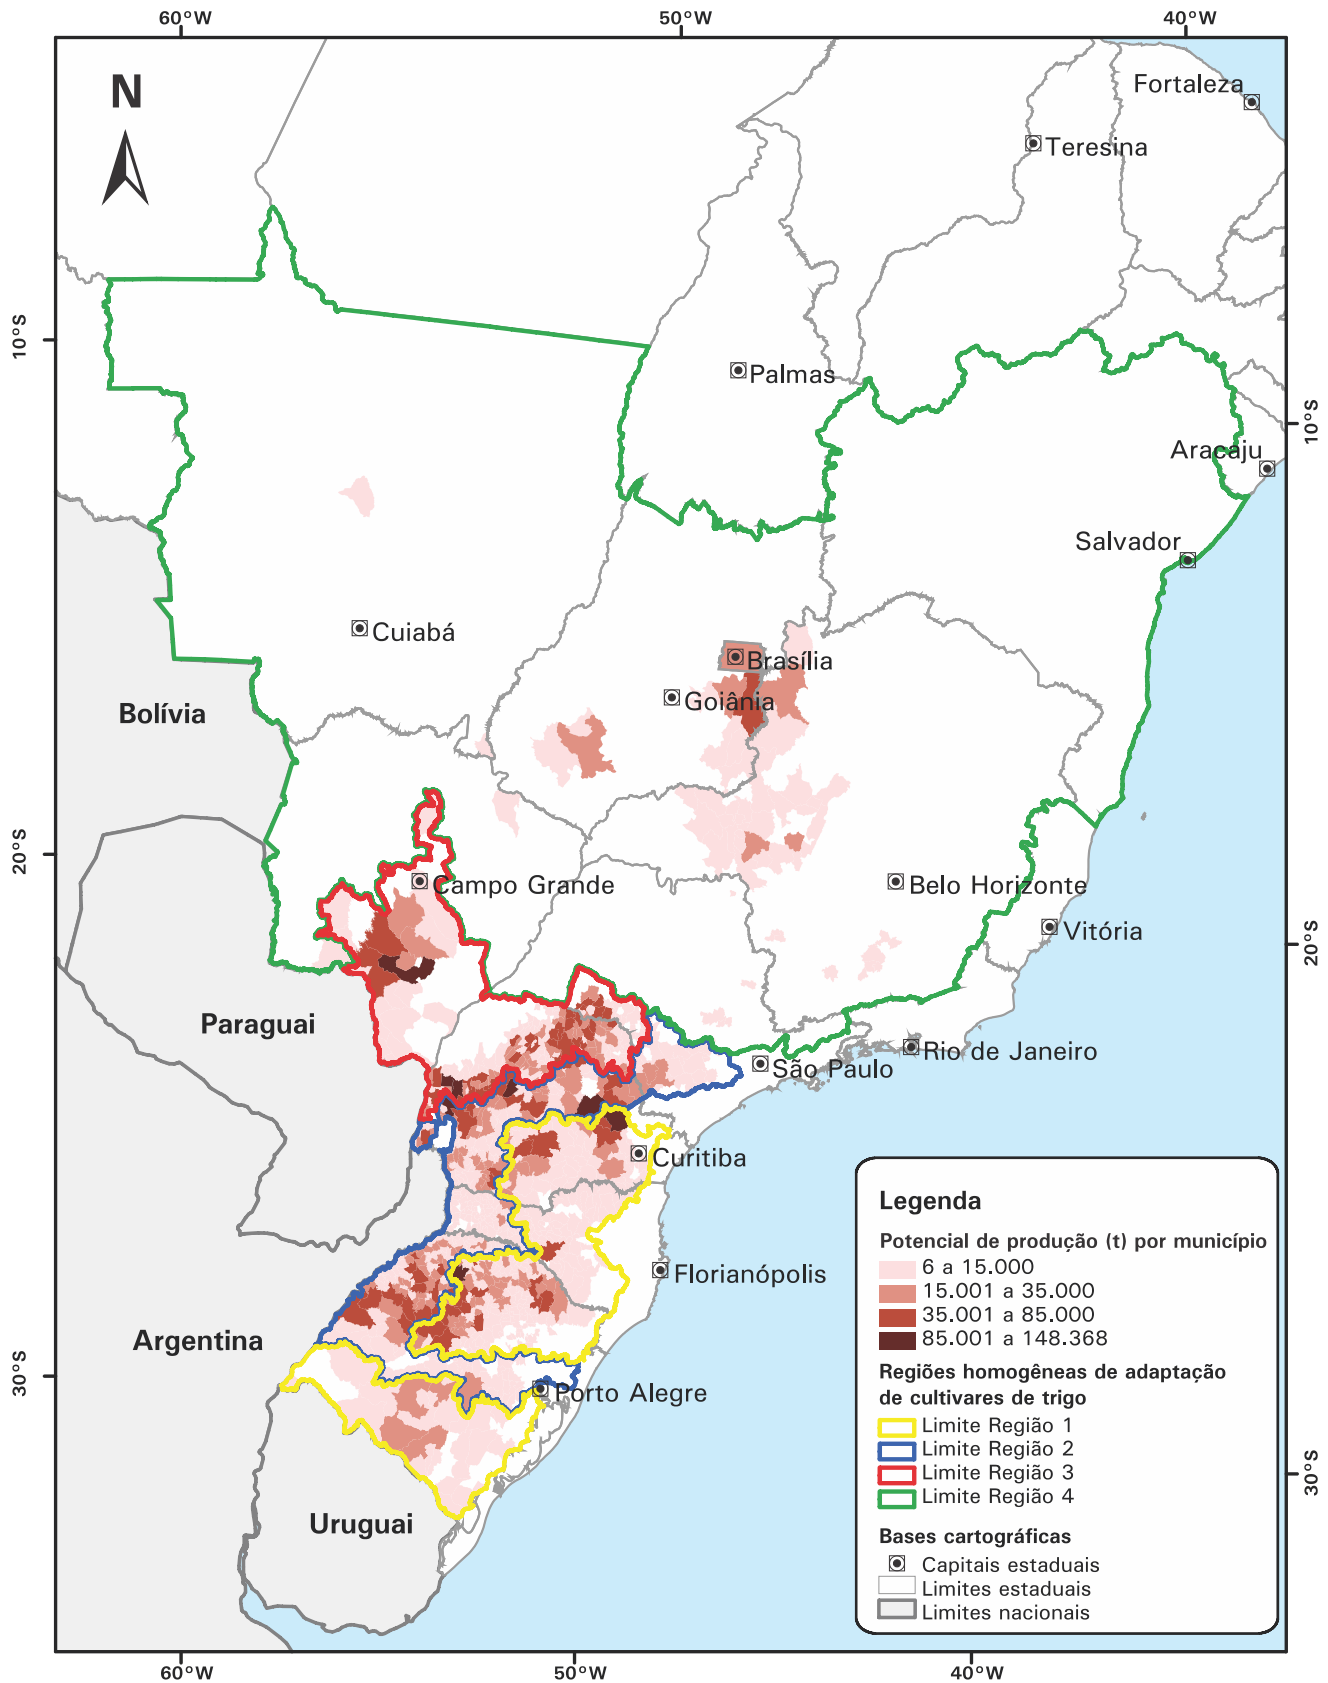 60°W
50°W
40°W
N
Fortaleza
Teresina
10°S
Palmas
10°S
Aracaju
Salvador
Cuiabá
Brasília
Goiânia
Bolívia
20°S
Campo Grande
Belo Horizonte
Vitória
20°S
Paraguai
Rio de Janeiro
São Paulo
Curitiba
Florianópolis
Argentina
30°S
Porto Alegre
30°S
Uruguai
Legenda
Potencial de produção (t) por município
6 a 15.000
15.001 a 35.000
35.001 a 85.000
85.001 a 148.368
Regiões homogêneas de adaptação
de cultivares de trigo
Limite Região 1
Limite Região 2
Limite Região 3
Limite Região 4
Bases cartográficas
Capitais estaduais
Limites estaduais
Limites nacionais
60°W
50°W
40°W